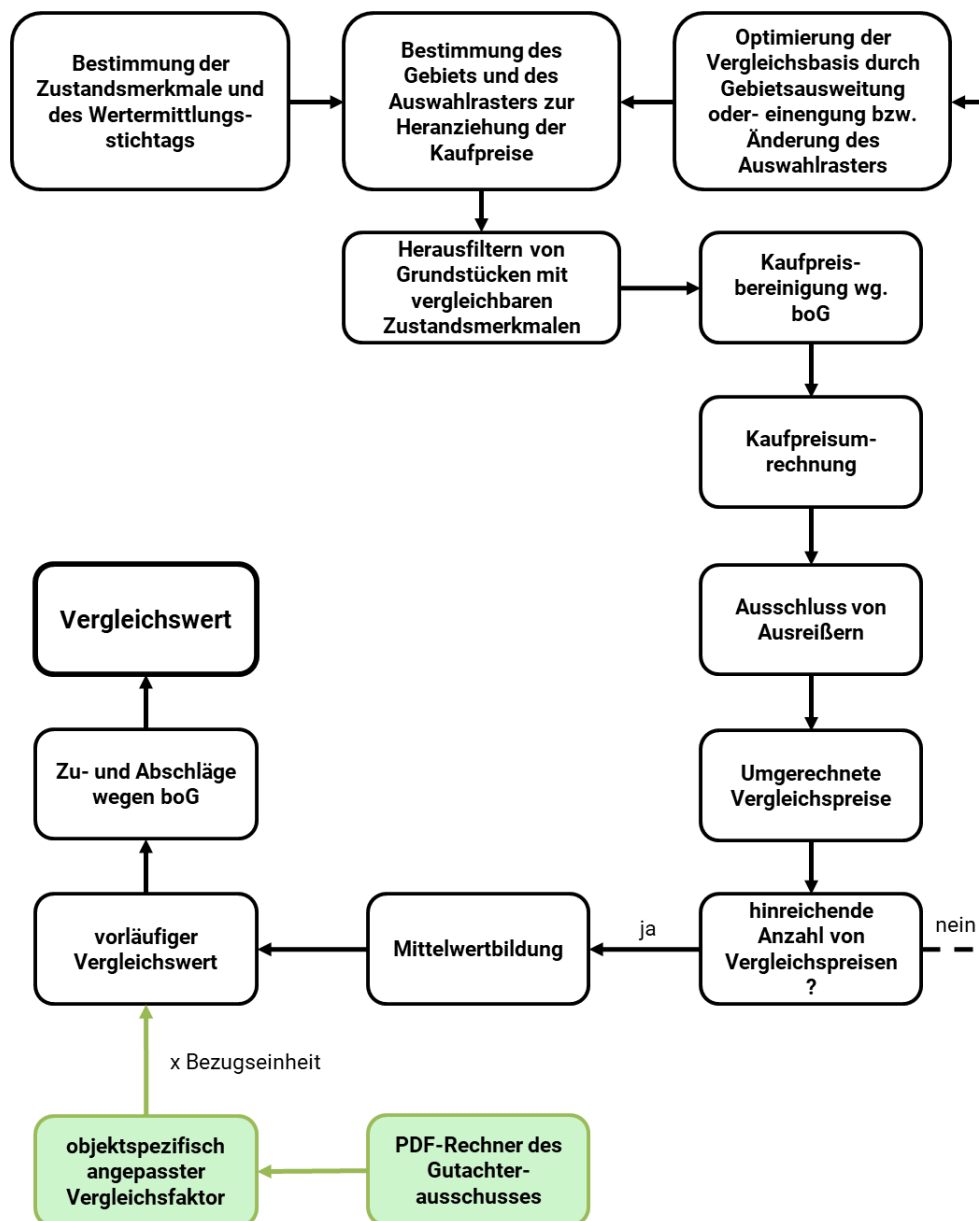 Bestimmung der
Zustandsmerkmale und
des Wertermittlungs-
stichtags
Bestimmung des
Gebiets und des
Auswahlrasters zur
Heranziehung der
Kaufpreise
Optimierung der
Vergleichsbasis durch
Gebietsausweitung
oder- einengung bzw.
Änderung des
Auswahlrasters
Herausfiltern von
Grundstücken mit
vergleichbaren
Zustandsmerkmalen
Kaufpreis-
bereinigung wg.
boG
Kaufpreisum-
rechnung
Ausschluss von
Ausreißern
Umgerechnete
Vergleichspreise
hinreichende
Anzahl von
Vergleichspreisen
?
nein
ja
Mittelwertbildung
vorläufiger
Vergleichswert
Zu- und Abschläge
wegen boG
Vergleichswert
x Bezugseinheit
objektspezifisch
angepasster
Vergleichsfaktor
PDF-Rechner des
Gutachter-
ausschusses